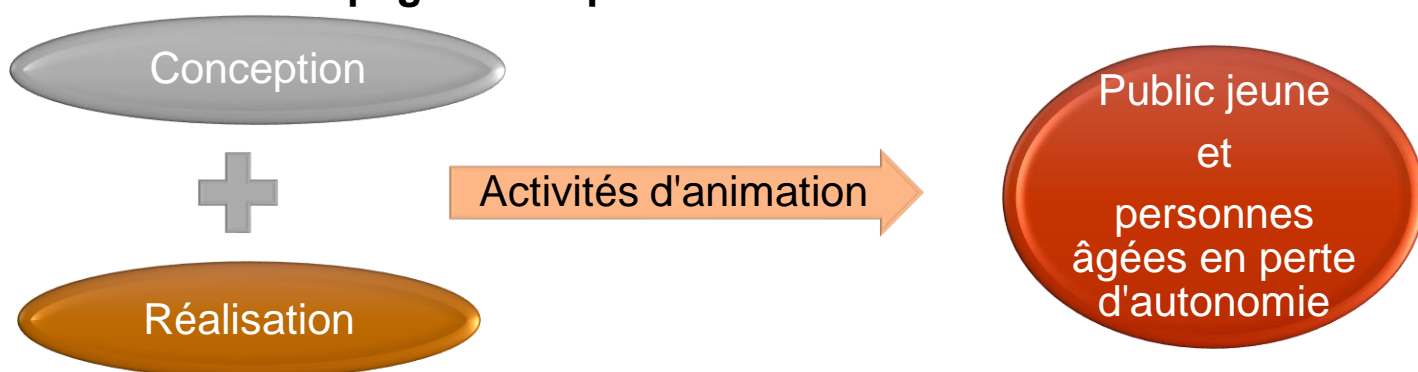 Conception
Réalisation
Activités d'animation
Public jeune
et
personnes
âgées en perte
d'autonomie